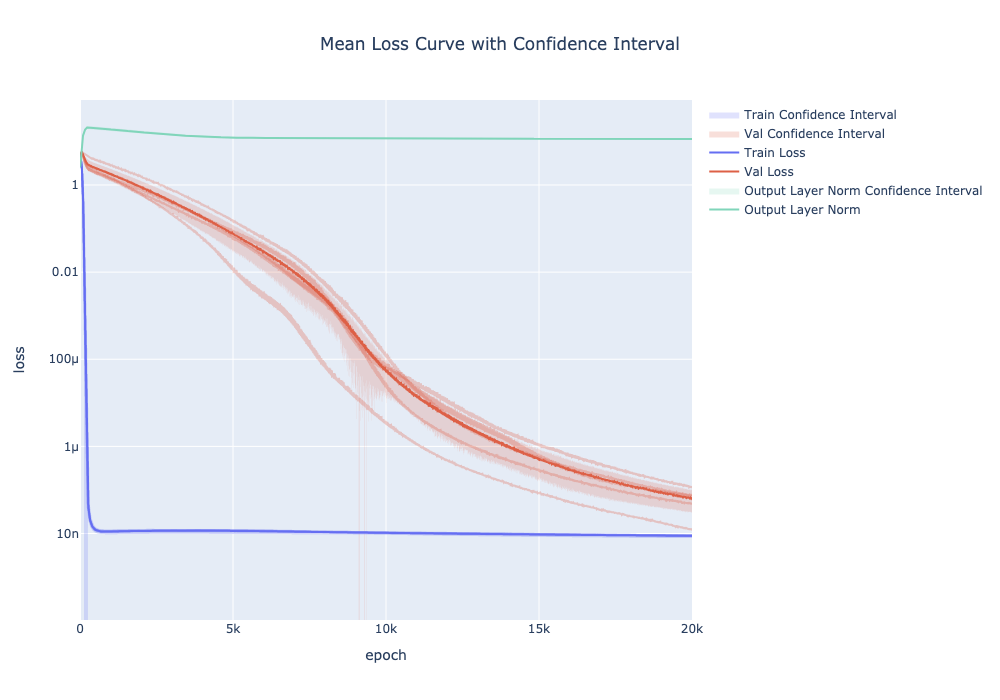 Mean Loss Curve with Confidence Interval
Train Confidence Interval
Val Confidence Interval
Train Loss
Val Loss
Output Layer Norm Confidence Interval
Output Layer Norm
1
0.01
100μ
1μ
10n
loss
0
5k
10k
15k
20k
epoch